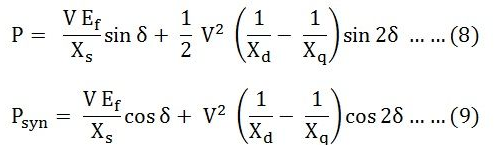 P = V E_f / X_s sin δ + 1/2 V² (1/X_d − 1/X_q) sin 2δ … … (8)
P_syn = V E_f / X_s cos δ + V² (1/X_d − 1/X_q) cos 2δ … … (9)